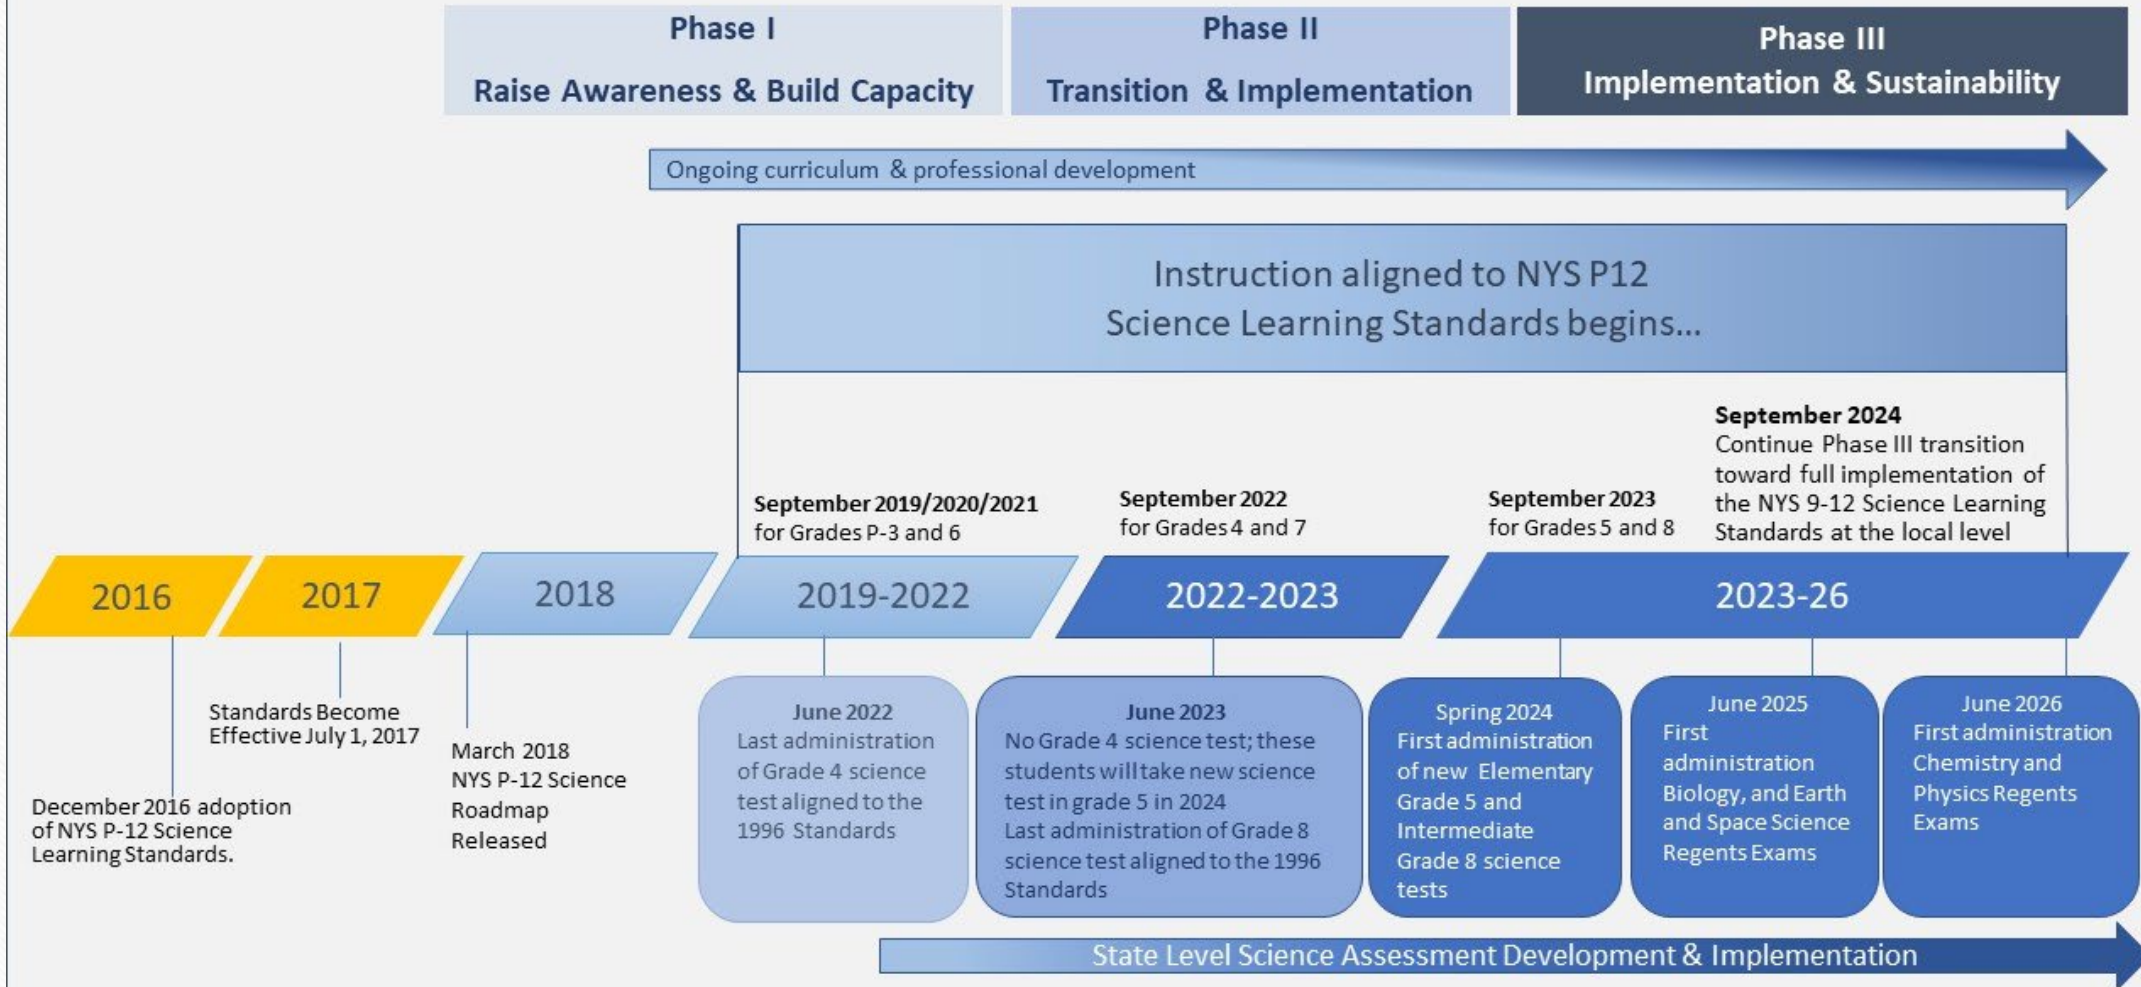 Phase I
Raise Awareness & Build Capacity
Phase II
Transition & Implementation
Phase III
Implementation & Sustainability
Ongoing curriculum & professional development
Instruction aligned to NYS P12
Science Learning Standards begins...
September 2019/2020/2021
for Grades P-3 and 6
September 2022
for Grades 4 and 7
September 2023
for Grades 5 and 8
September 2024
Continue Phase III transition
toward full implementation of
the NYS 9-12 Science Learning
Standards at the local level
2016
2017
2018
2019-2022
2022-2023
2023-26
December 2016 adoption
of NYS P-12 Science
Learning Standards.
Standards Become
Effective July 1, 2017
March 2018
NYS P-12 Science
Roadmap
Released
June 2022
Last administration
of Grade 4 science
test aligned to the
1996 Standards
June 2023
No Grade 4 science test; these
students will take new science
test in grade 5 in 2024
Last administration of Grade 8
science test aligned to the 1996
Standards
Spring 2024
First administration
of new Elementary
Grade 5 and
Intermediate
Grade 8 science
tests
June 2025
First
administration
Biology, and Earth
and Space Science
Regents Exams
June 2026
First administration
Chemistry and
Physics Regents
Exams
State Level Science Assessment Development & Implementation